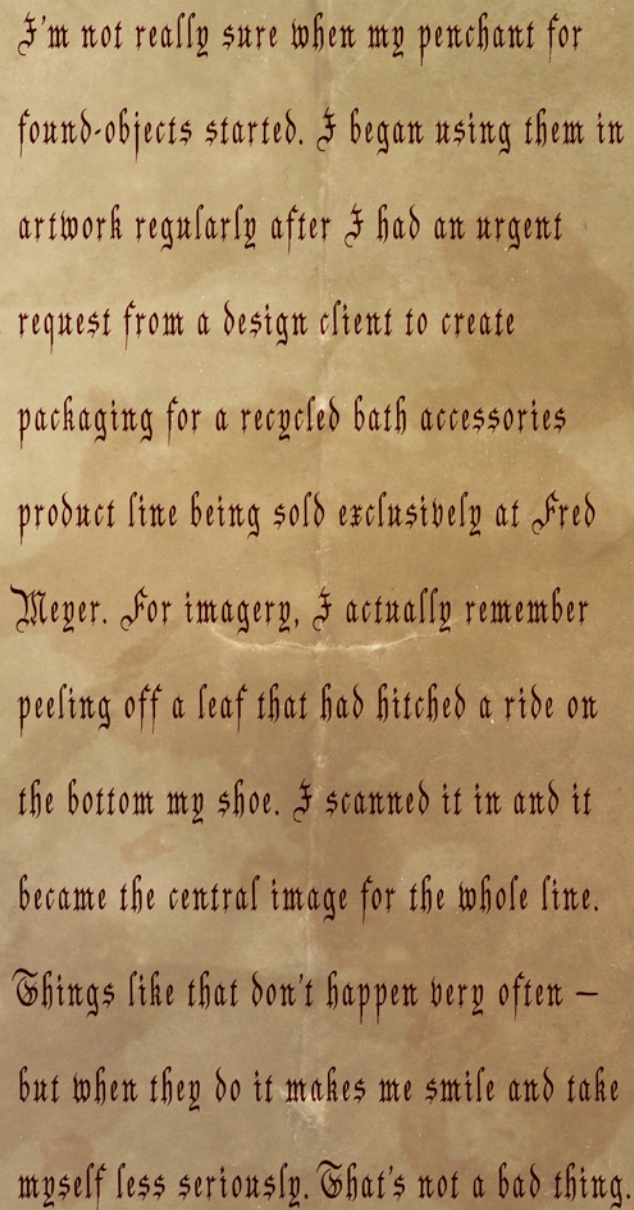 I'm not really sure when my penchant for
found-objects started. I began using them in
artwork regularly after I had an urgent
request from a design client to create
packaging for a recycled bath accessories
product line being sold exclusively at Fred
Meyer. For imagery, I actually remember
peeling off a leaf that had hitched a ride on
the bottom my shoe. I scanned it in and it
became the central image for the whole line.
Things like that don't happen very often –
but when they do it makes me smile and take
myself less seriously. That's not a bad thing.